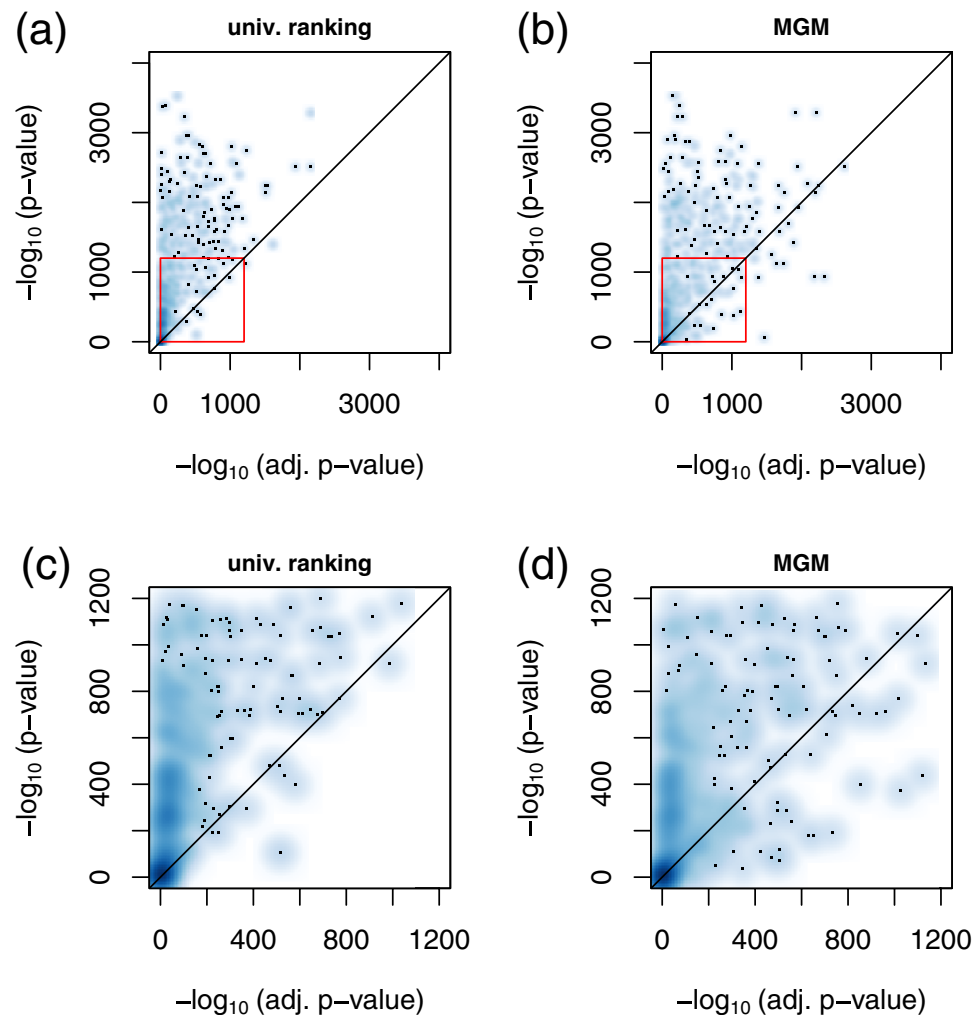 (a)
univ. ranking
−log10 (p−value)
3000
1000
0
0 1000 3000
−log10 (adj. p−value)
(b)
MGM
−log10 (p−value)
3000
1000
0
0 1000 3000
−log10 (adj. p−value)
(c)
univ. ranking
−log10 (p−value)
1200
800
400
0
0 400 800 1200
−log10 (adj. p−value)
(d)
MGM
−log10 (p−value)
1200
800
400
0
0 400 800 1200
−log10 (adj. p−value)